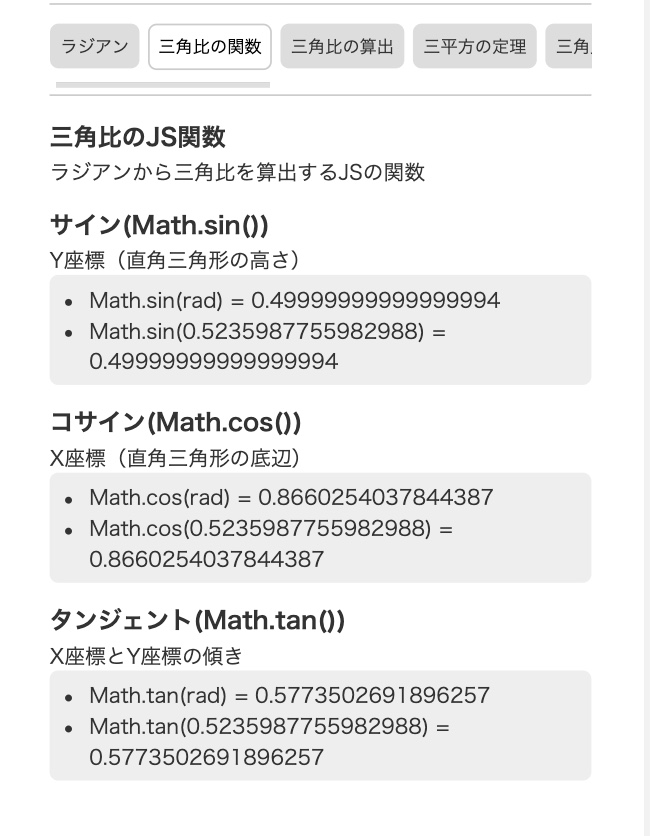 ラジアン 三角比の関数 三角比の算出 三平方の定理 三角
三角比のJS関数
ラジアンから三角比を算出するJSの関数
サイン(Math.sin())
Y座標（直角三角形の高さ）
• Math.sin(rad) = 0.49999999999999994
• Math.sin(0.5235987755982988) =
0.49999999999999994
コサイン(Math.cos())
X座標（直角三角形の底辺）
• Math.cos(rad) = 0.8660254037844387
• Math.cos(0.5235987755982988) =
0.8660254037844387
タンジェント(Math.tan())
X座標とY座標の傾き
• Math.tan(rad) = 0.5773502691896257
• Math.tan(0.5235987755982988) =
0.5773502691896257